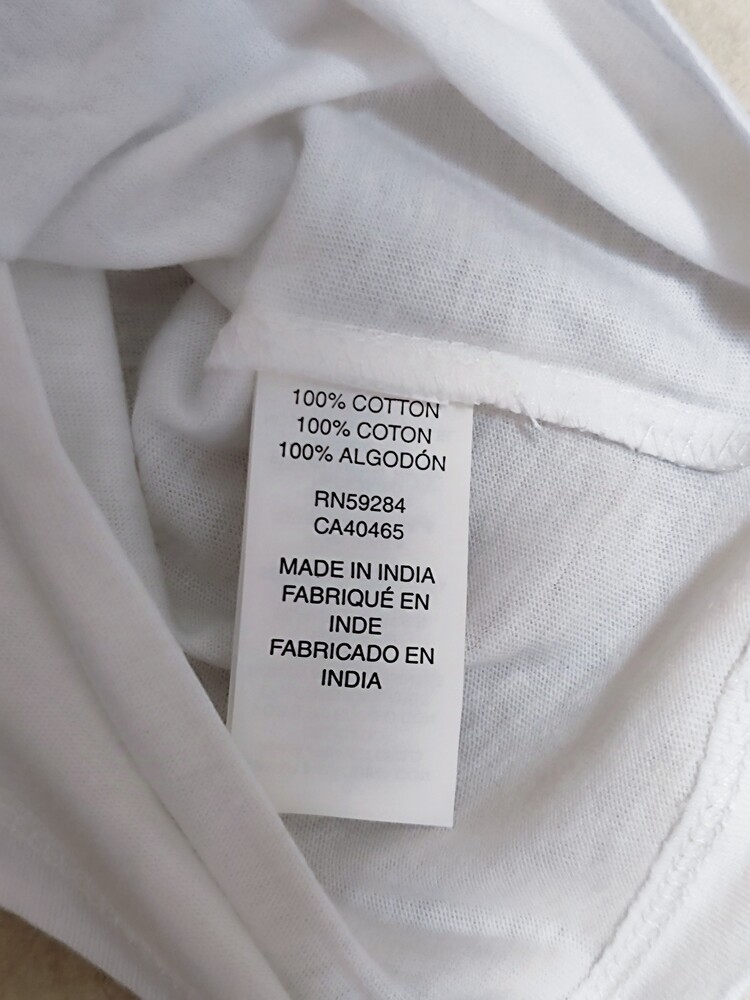 100% COTTON
100% COTON
100% ALGODÓN
RN59284
CA40465
MADE IN INDIA
FABRIQUÉ EN
INDE
FABRICADO EN
INDIA